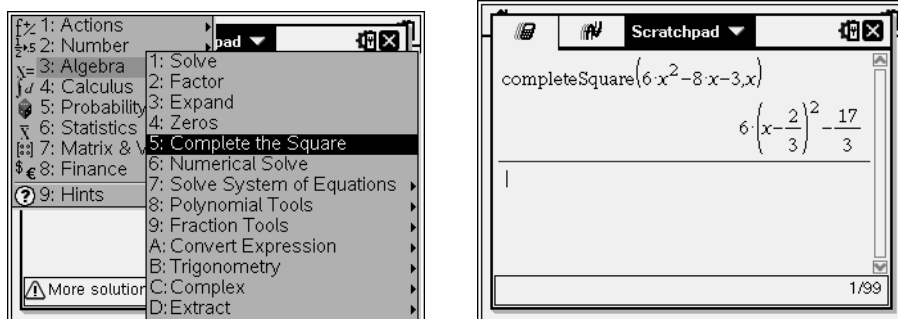 1: Actions
2: Number
3: Algebra
4: Calculus
5: Probability
6: Statistics
7: Matrix &
8: Finance
9: Hints
pad
1: Solve
2: Factor
3: Expand
4: Zeros
5: Complete the Square
6: Numerical Solve
7: Solve System of Equations
8: Polynomial Tools
9: Fraction Tools
A: Convert Expression
B: Trigonometry
C: Complex
D: Extract
More solution
Scratchpad
completeSquare(6·x²-8·x-3,x)
6·(x-2/3)²-17/3
1/99